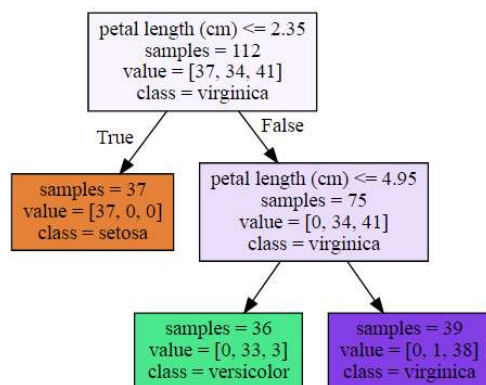 petal length (cm) <= 2.35
samples = 112
value = [37, 34, 41]
class = virginica
True
False
samples = 37
value = [37, 0, 0]
class = setosa
petal length (cm) <= 4.95
samples = 75
value = [0, 34, 41]
class = virginica
samples = 36
value = [0, 33, 3]
class = versicolor
samples = 39
value = [0, 1, 38]
class = virginica